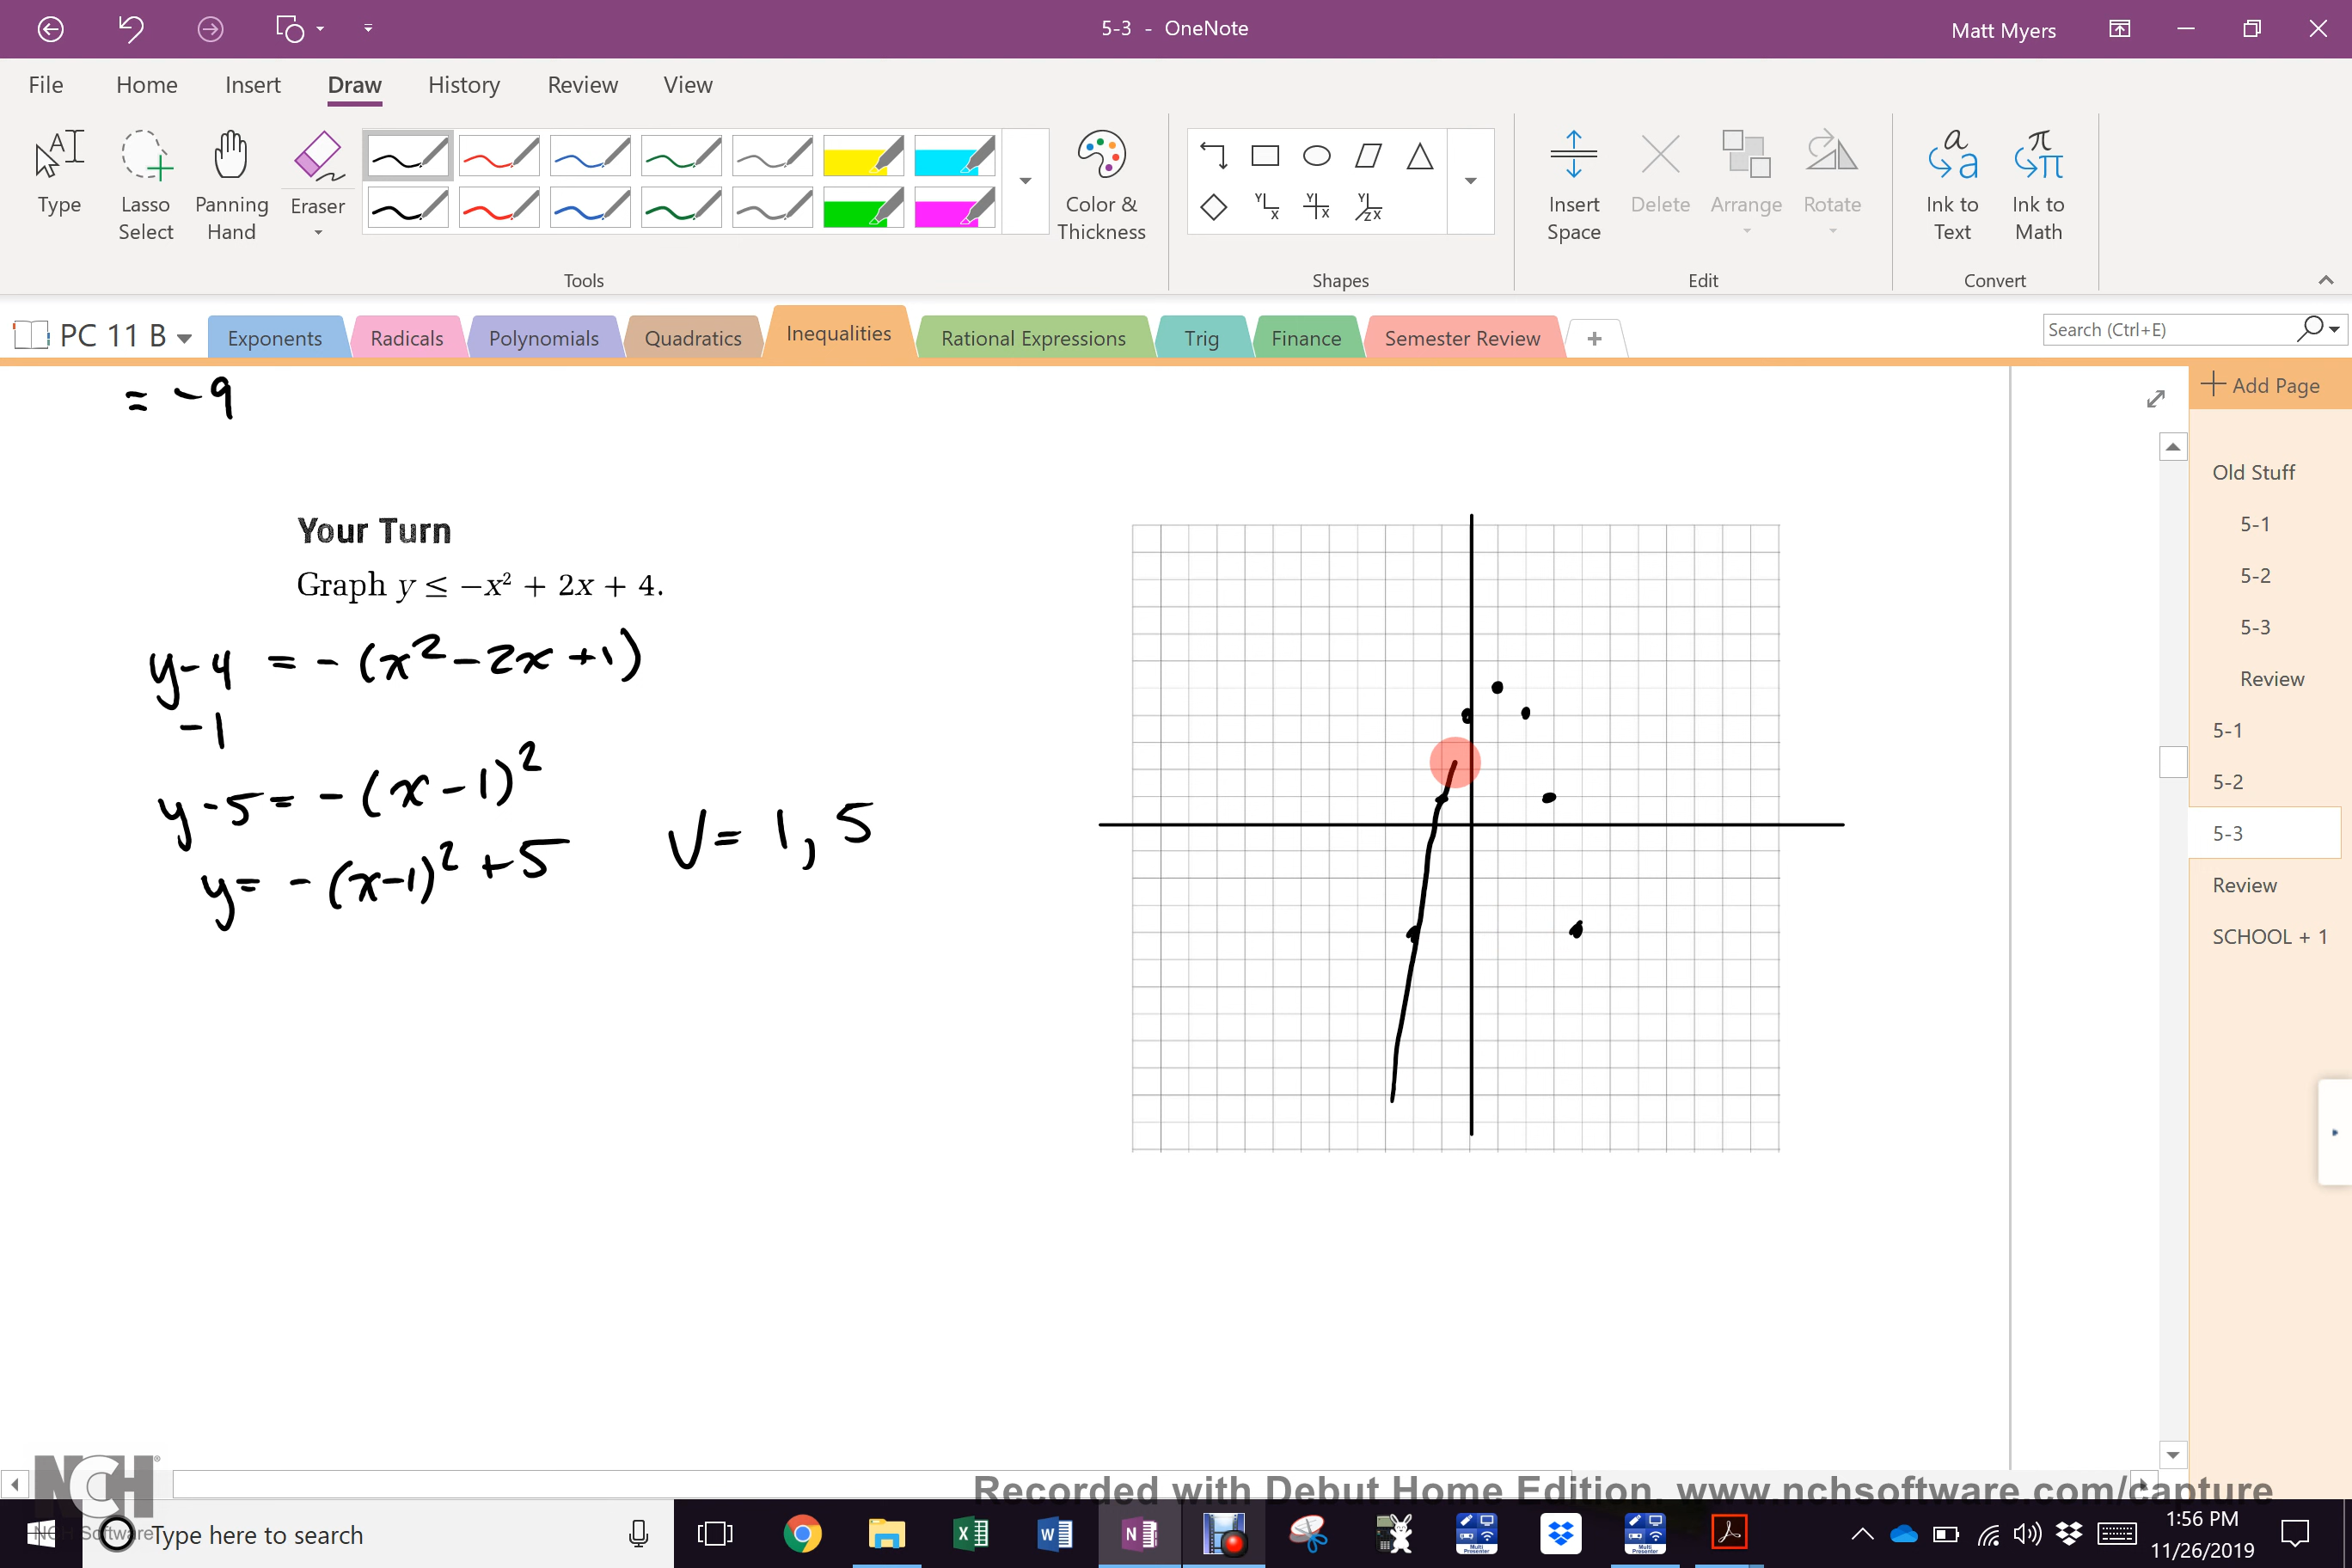 5-3 - OneNote
Matt Myers
File Home Insert Draw History Review View
Type
Lasso Select
Panning Hand
Eraser
Color & Thickness
Insert Space
Delete
Arrange
Rotate
Ink to Text
Ink to Math
Tools
Shapes
Edit
Convert
PC 11 B
Exponents
Radicals
Polynomials
Quadratics
Inequalities
Rational Expressions
Trig
Finance
Semester Review
Search (Ctrl+E)
Add Page
= -9
Your Turn
Graph y ≤ −x² + 2x + 4.
y-4 = -(x²-2x+1)
-1
y-5 = -(x-1)²
y = -(x-1)² +5
V= 1, 5
Old Stuff
5-1
5-2
5-3
Review
5-1
5-2
5-3
Review
SCHOOL + 1
NCH®
NCH Software
Recorded with Debut Home Edition. www.nchsoftware.com/capture
Type here to search
1:56 PM
11/26/2019